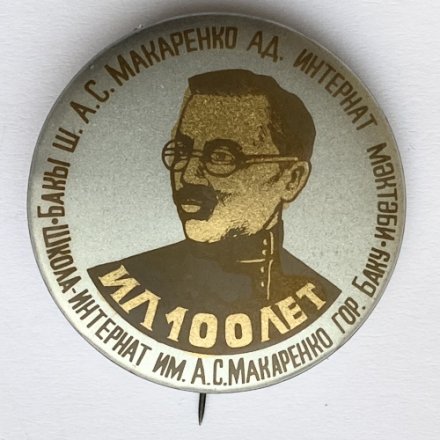 БАКЫ Ш. А.С. МАКАРЕНКО АД. ИНТЕРНАТ МӘКТӘБИ
ШКОЛА-ИНТЕРНАТ ИМ. А.С.МАКАРЕНКО ГОР. БАКУ
ИЛ 100 ЛЕТ